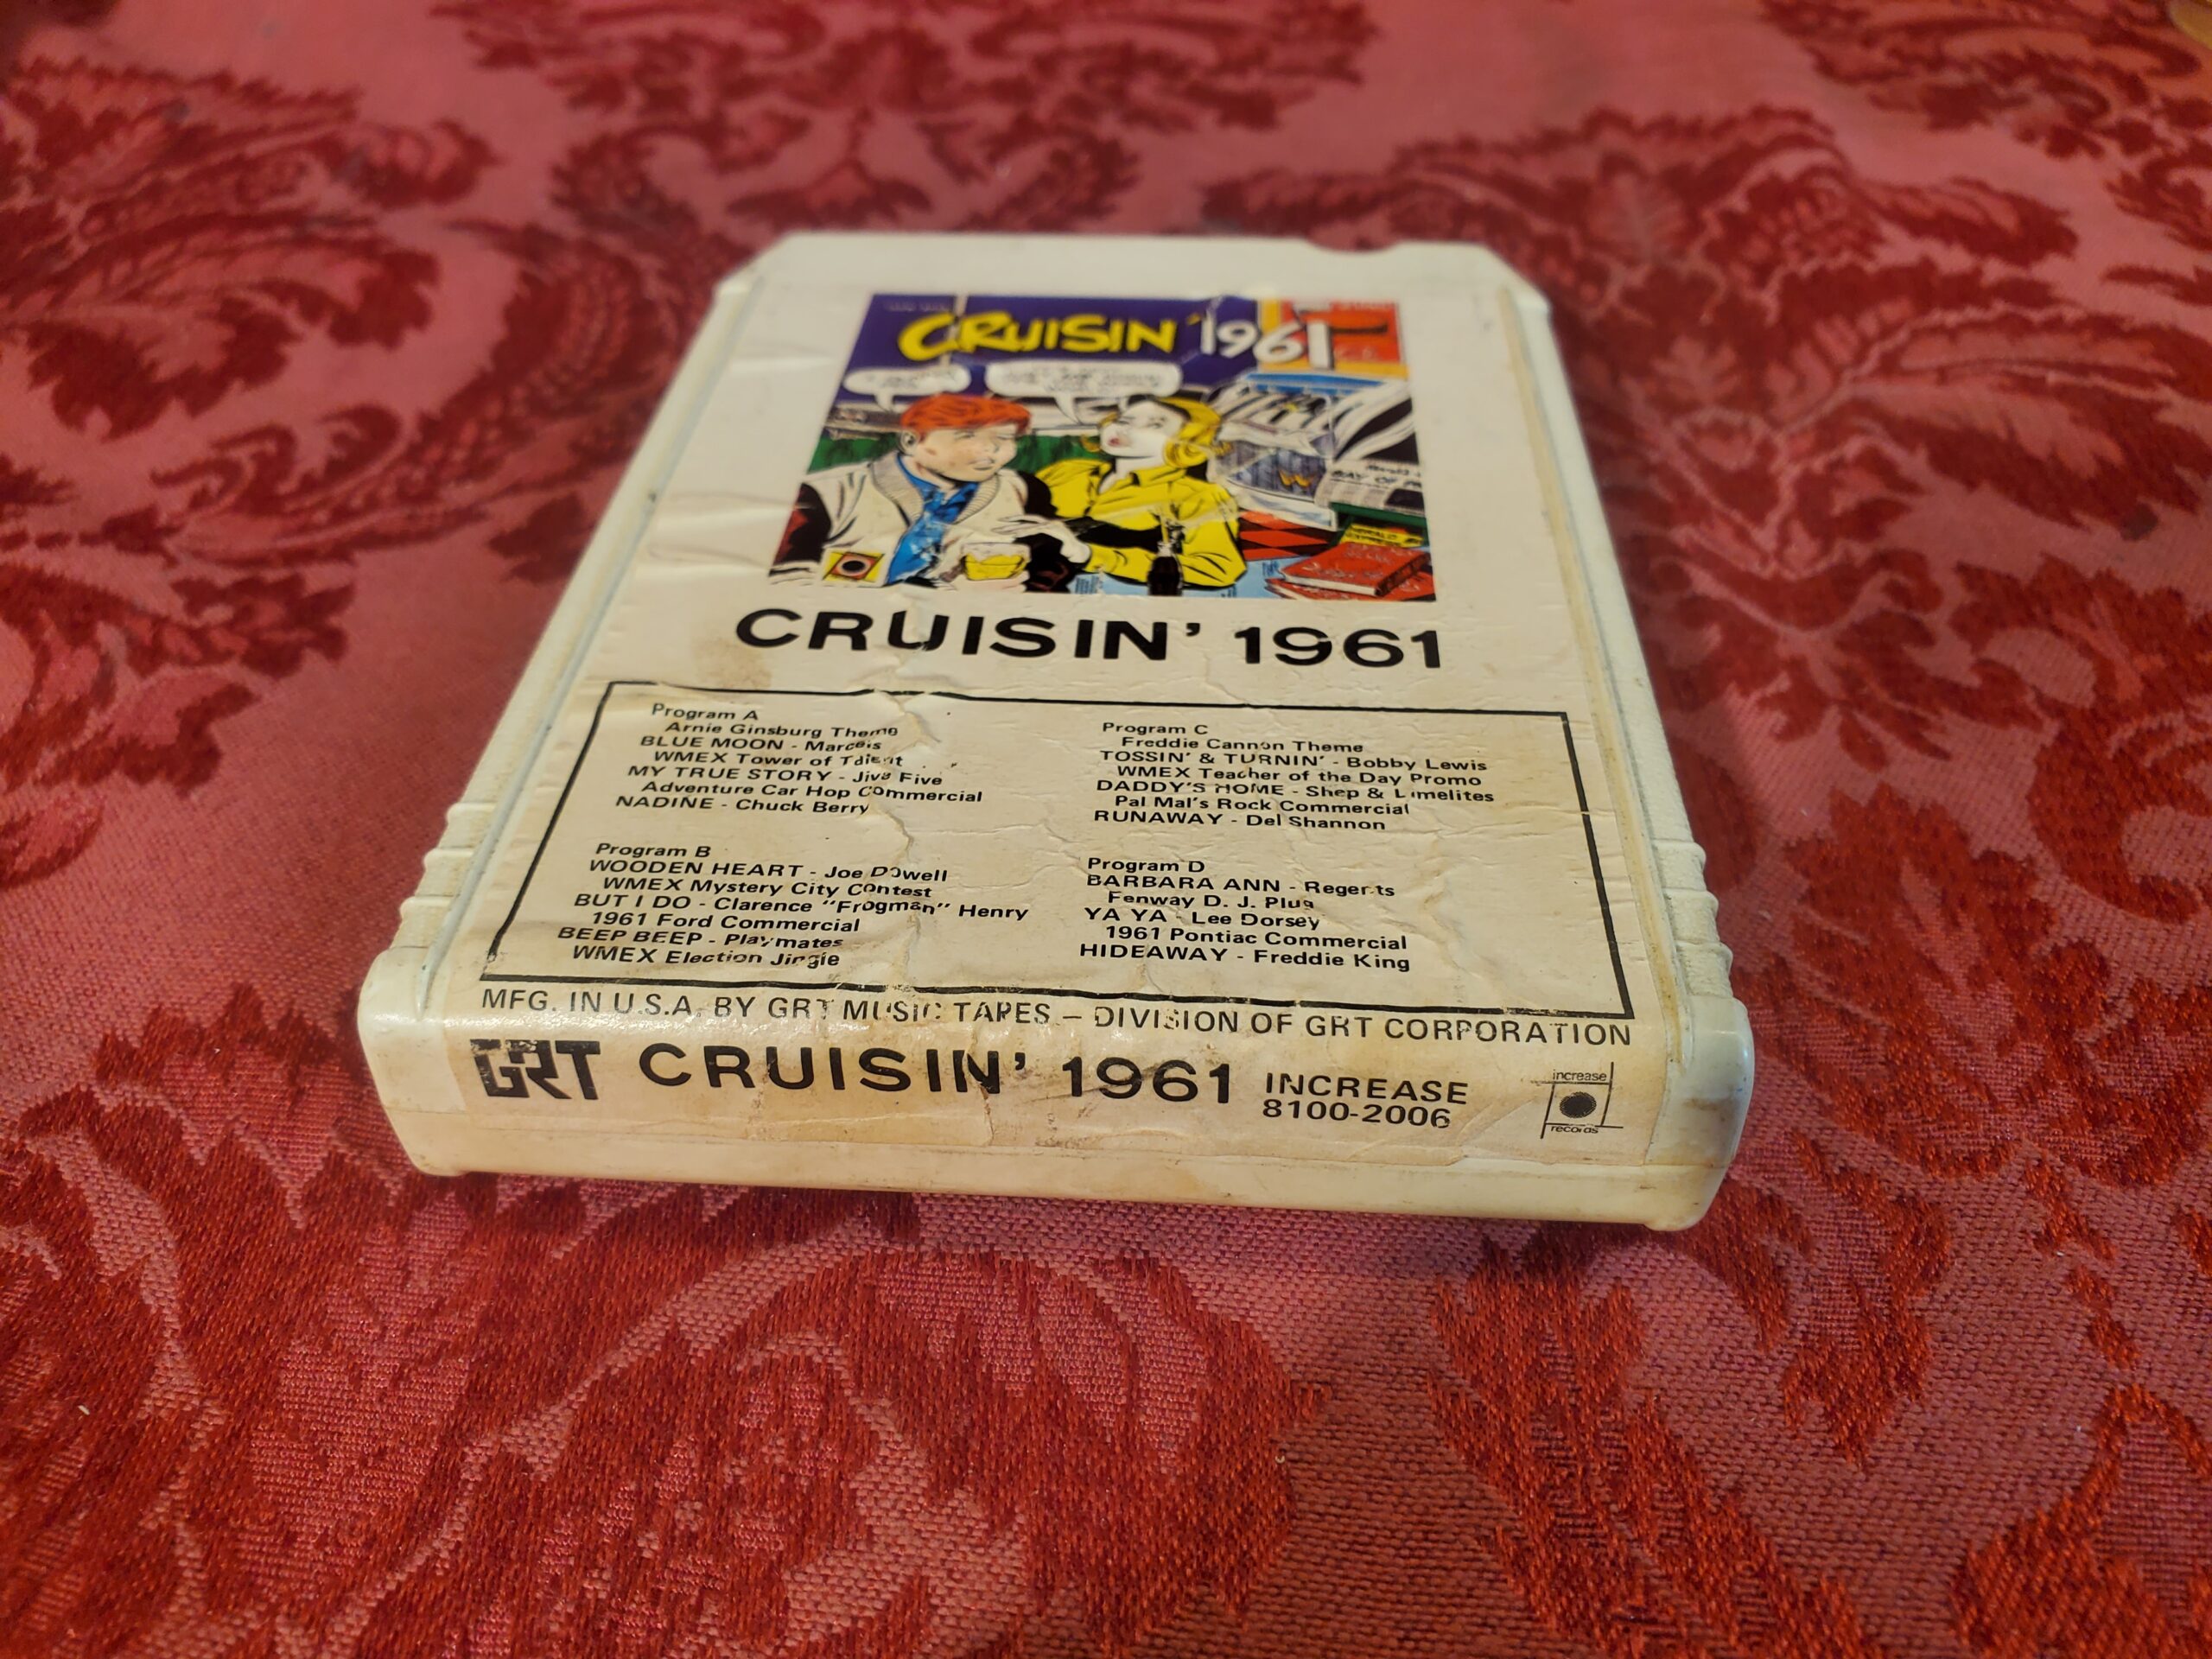 CRUISIN' 1961
CRUISIN' 1961
Program A
Arnie Ginsburg Theme
BLUE MOON - Marcels
WMEX Tower of Talent
MY TRUE STORY - Jive Five
Adventure Car Hop Commercial
NADINE - Chuck Berry
Program B
WOODEN HEART - Joe Dowell
WMEX Mystery City Contest
BUT I DO - Clarence "Frogman" Henry
1961 Ford Commercial
BEEP BEEP - Playmates
WMEX Election Jingle
Program C
Freddie Cannon Theme
TOSSIN' & TURNIN' - Bobby Lewis
WMEX Teacher of the Day Promo
DADDY'S HOME - Shep & Limelites
Pal Mal's Rock Commercial
RUNAWAY - Del Shannon
Program D
BARBARA ANN - Regents
Fenway D. J. Plug
YA YA - Lee Dorsey
1961 Pontiac Commercial
HIDEAWAY - Freddie King
MFG. IN U.S.A. BY GRT MUSIC TAPES - DIVISION OF GRT CORPORATION
GRT CRUISIN' 1961 INCREASE
8100-2006
increase
records